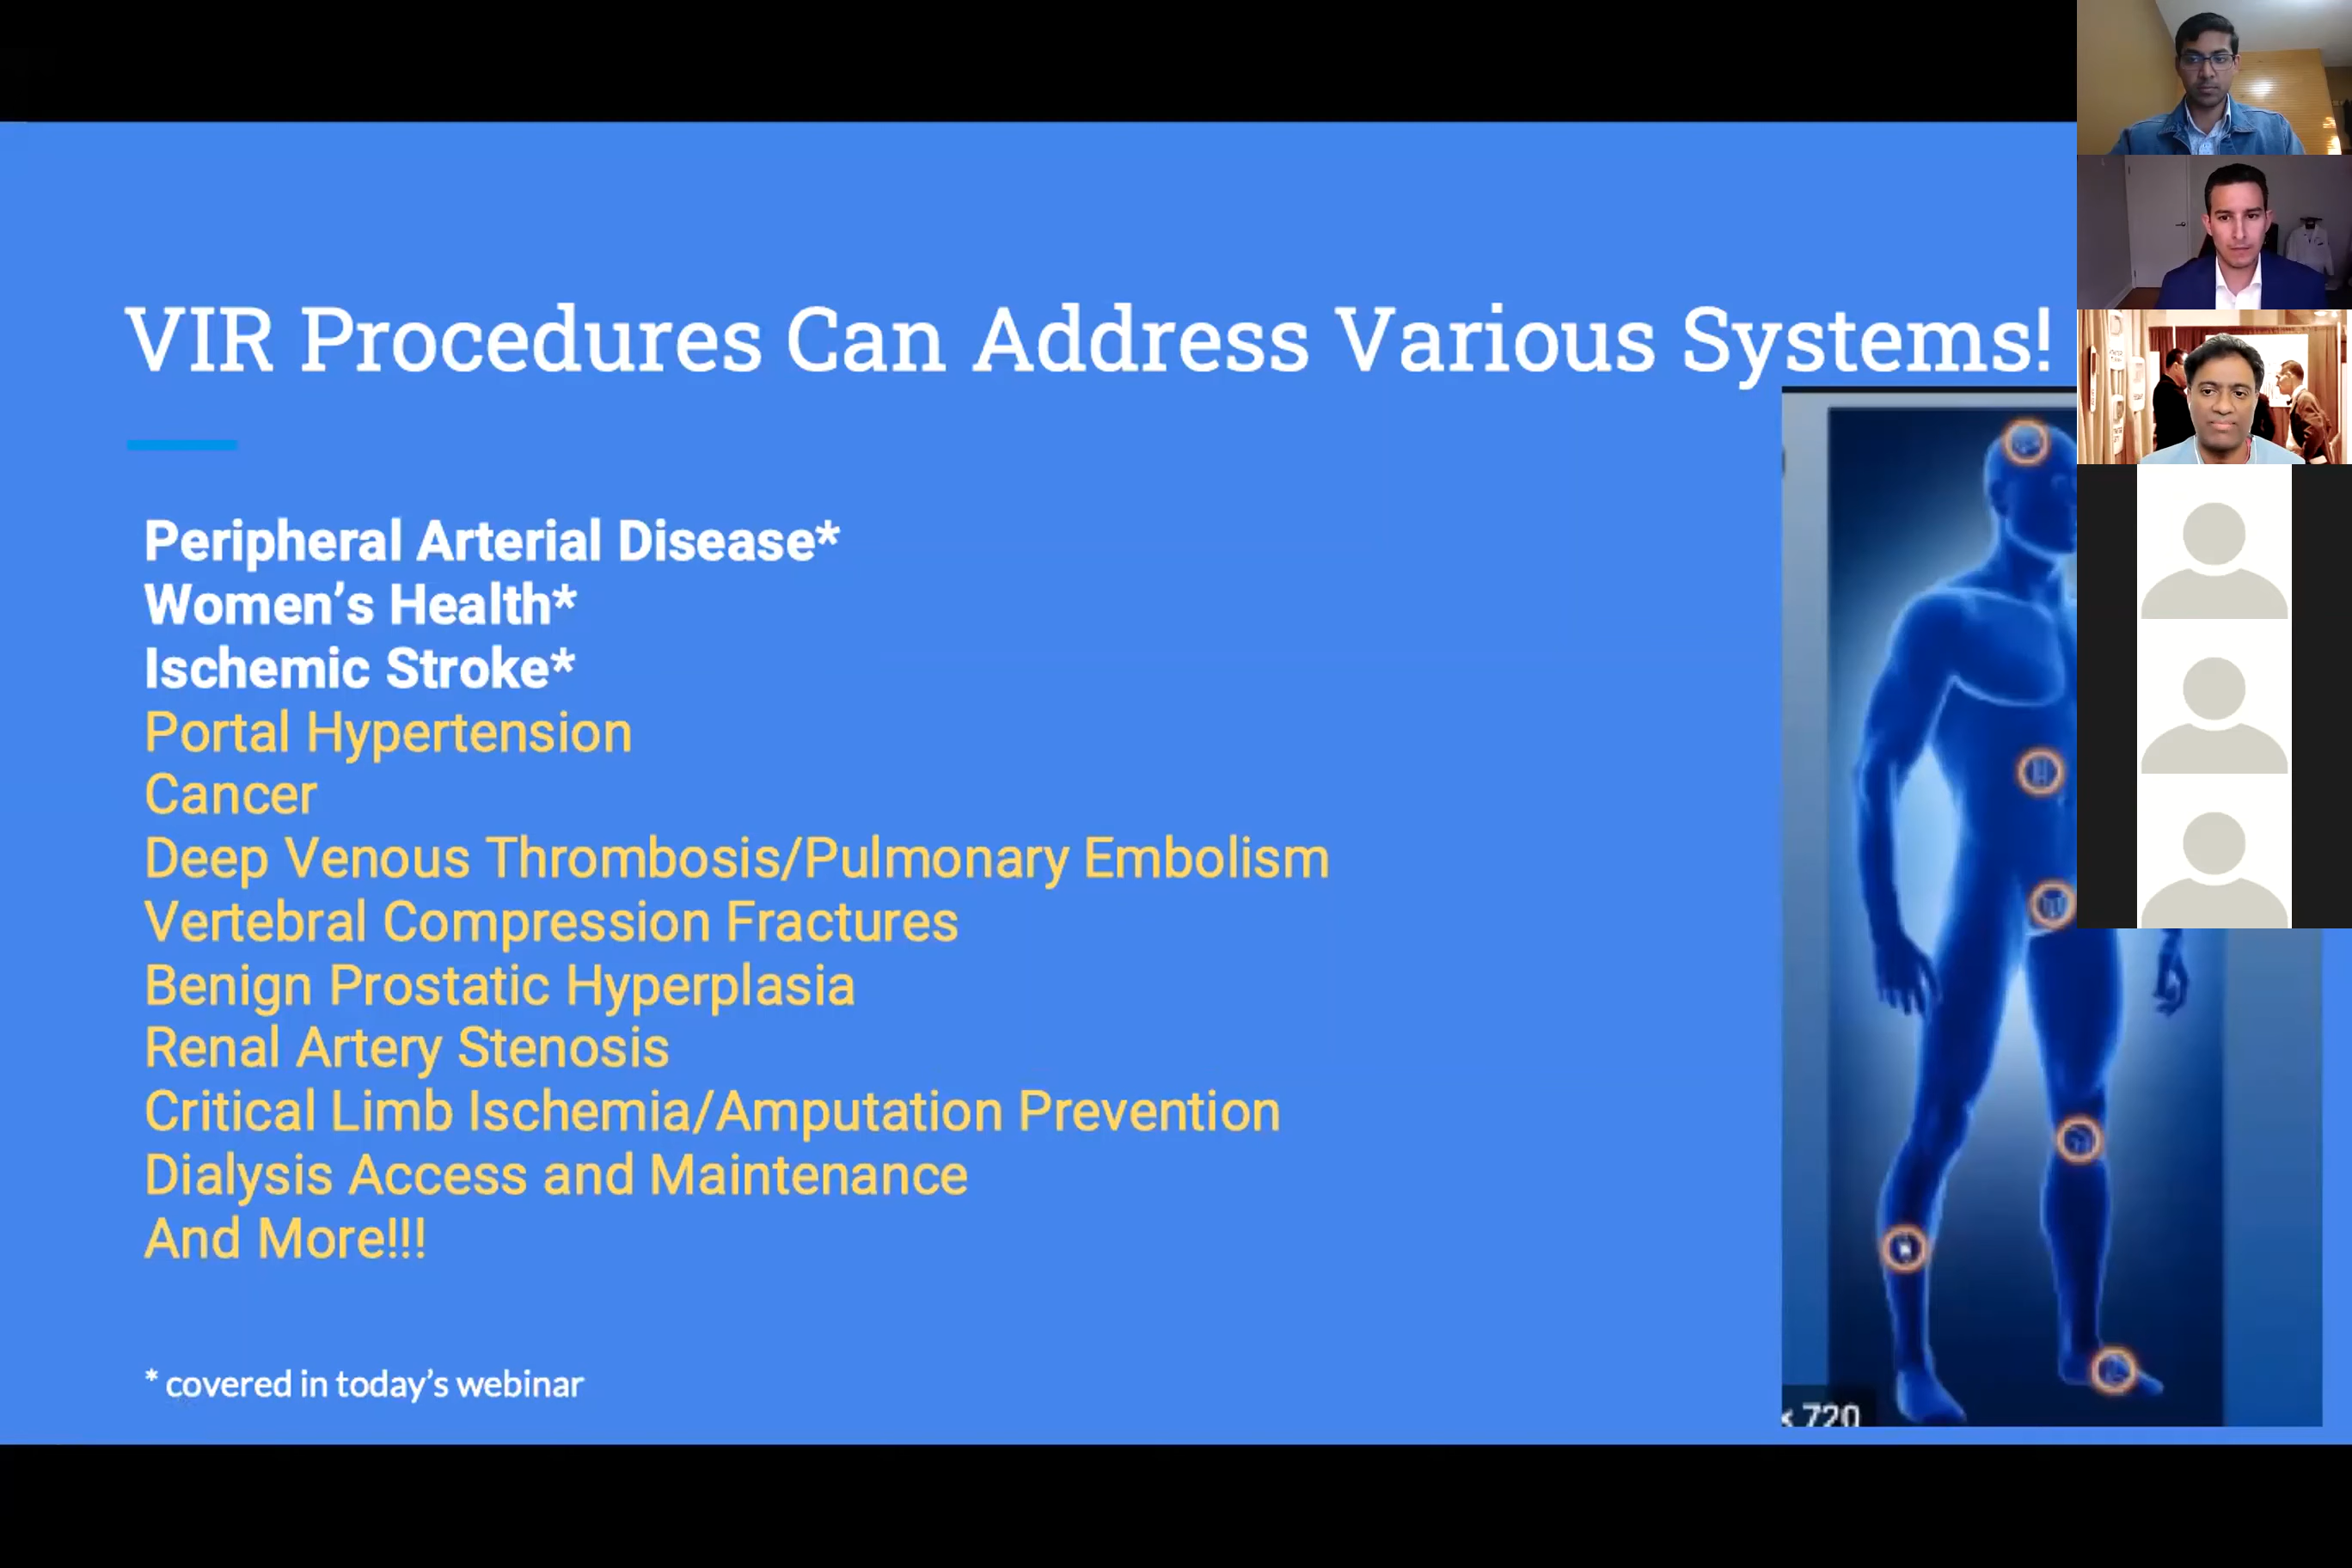 VIR Procedures Can Address Various Systems!
Peripheral Arterial Disease*
Women's Health*
Ischemic Stroke*
Portal Hypertension
Cancer
Deep Venous Thrombosis/Pulmonary Embolism
Vertebral Compression Fractures
Benign Prostatic Hyperplasia
Renal Artery Stenosis
Critical Limb Ischemia/Amputation Prevention
Dialysis Access and Maintenance
And More!!!
* covered in today's webinar
720